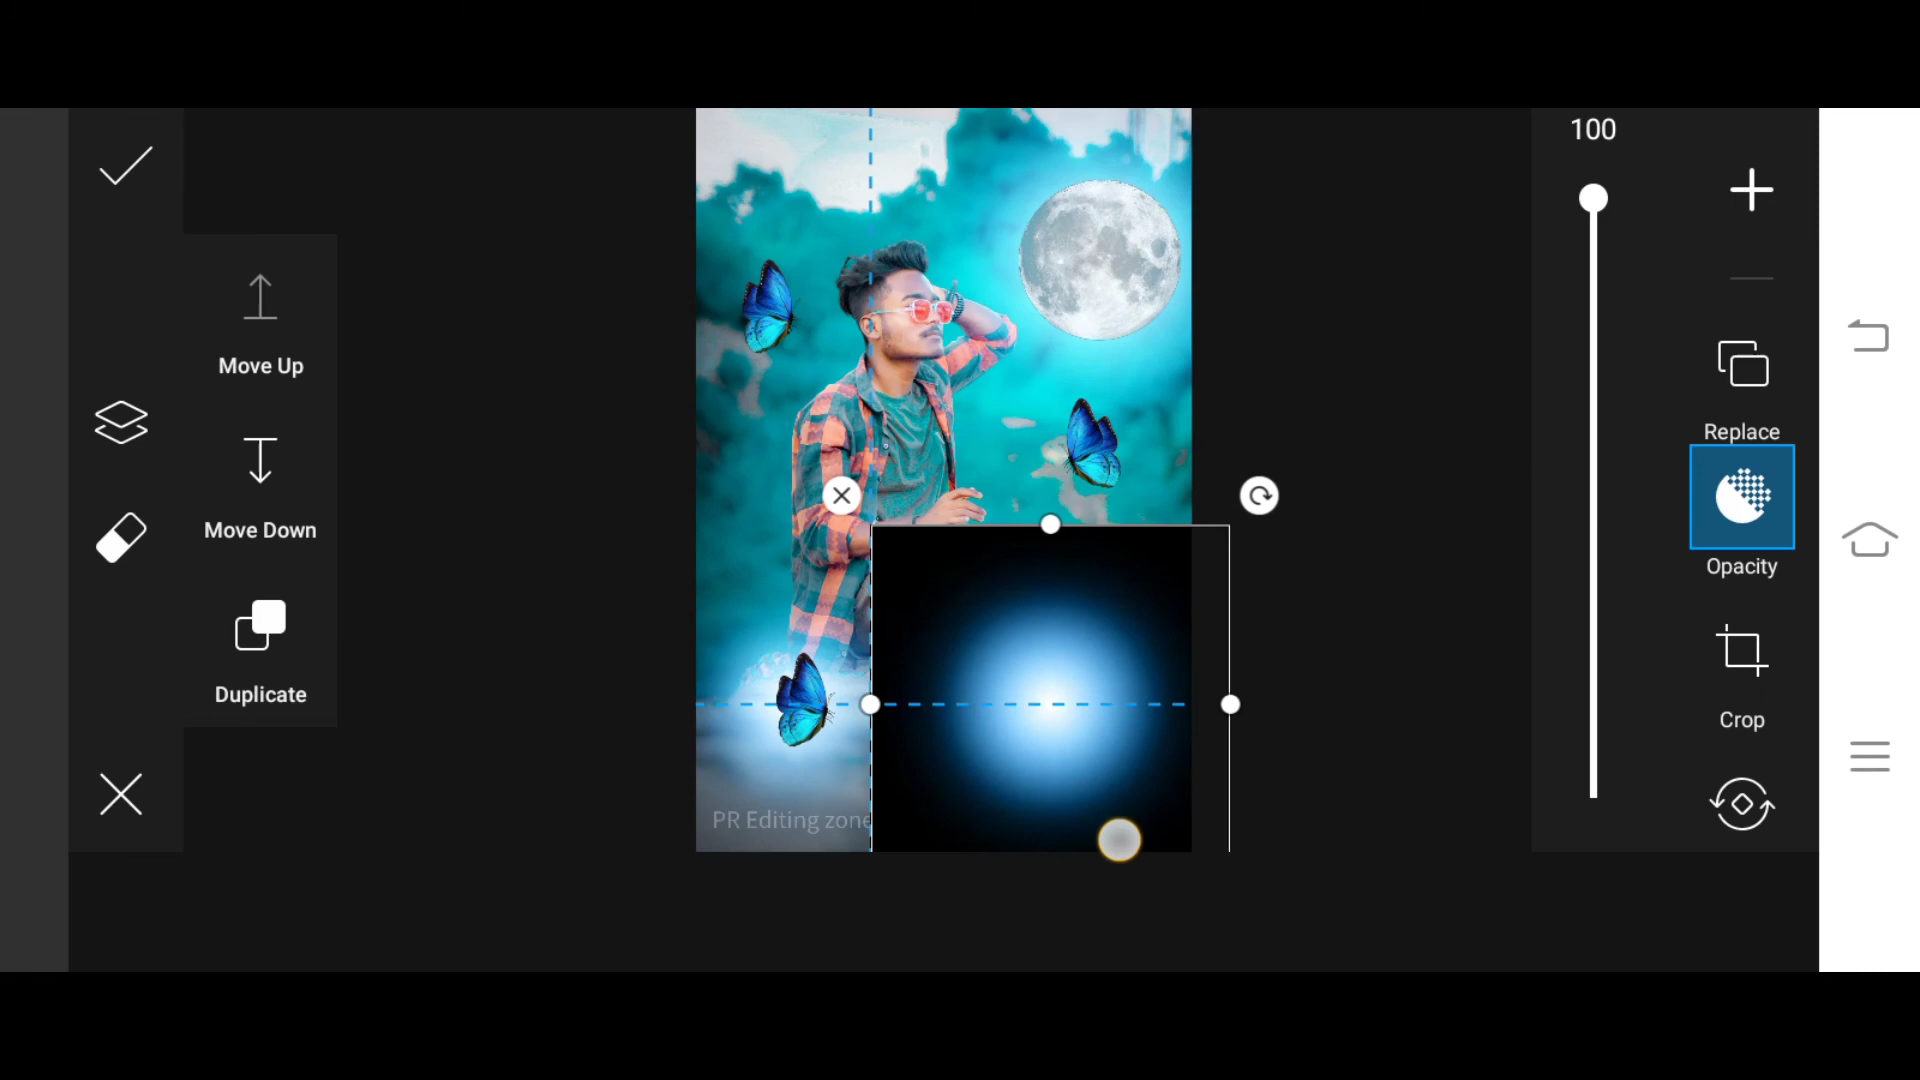 100
Move Up
Replace
Move Down
Opacity
Duplicate
Crop
PR Editing zone